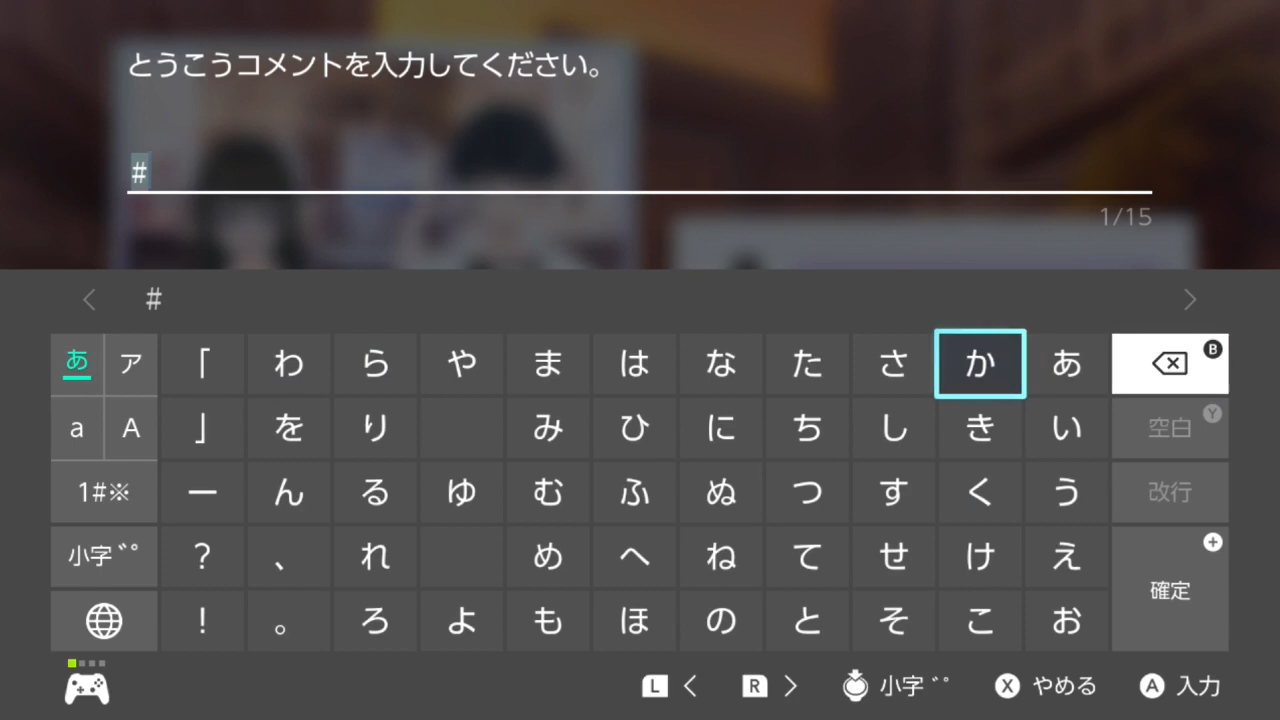 とうこうコメントを入力してください。
#
1/15
#
あ ア 「 わ ら や ま は な た さ か あ B
a A 」 を り み ひ に ち し き い 空白 Y
1#※ ー ん る ゆ む ふ ぬ つ す く う 改行
小字゛゜ ? 、 れ め へ ね て せ け え 確定
! 。 ろ よ も ほ の と そ こ お
L R 小字゛゜ X やめる A 入力